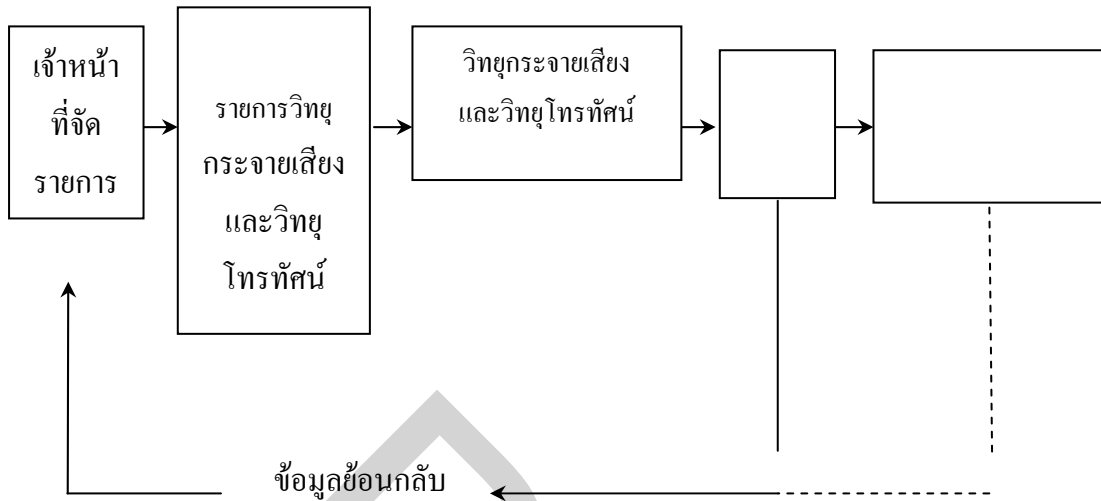 เจ้าหน้า
ที่จัด
รายการ
รายการวิทยุ
กระจายเสียง
และวิทยุ
โทรทัศน์
วิทยุกระจายเสียง
และวิทยุโทรทัศน์
ข้อมูลย้อนกลับ